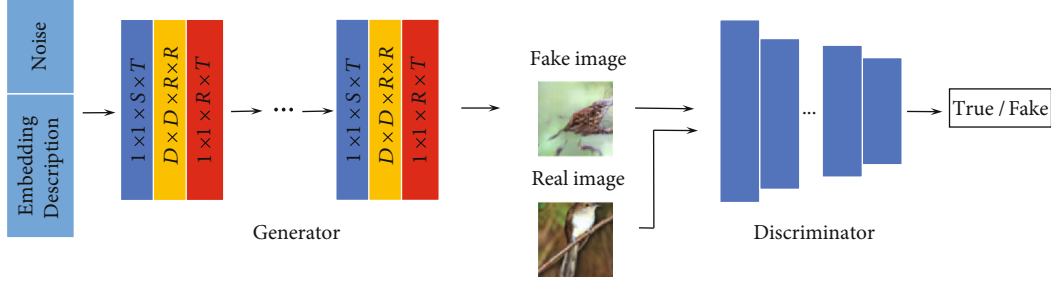 Noise
Embedding
Description
1 ×1 × S × T
D × D × R × R
1 ×1 × R × T
...
1 ×1 × S × T
D × D × R × R
1 ×1 × R × T
Generator
Fake image
Real image
...
Discriminator
True / Fake